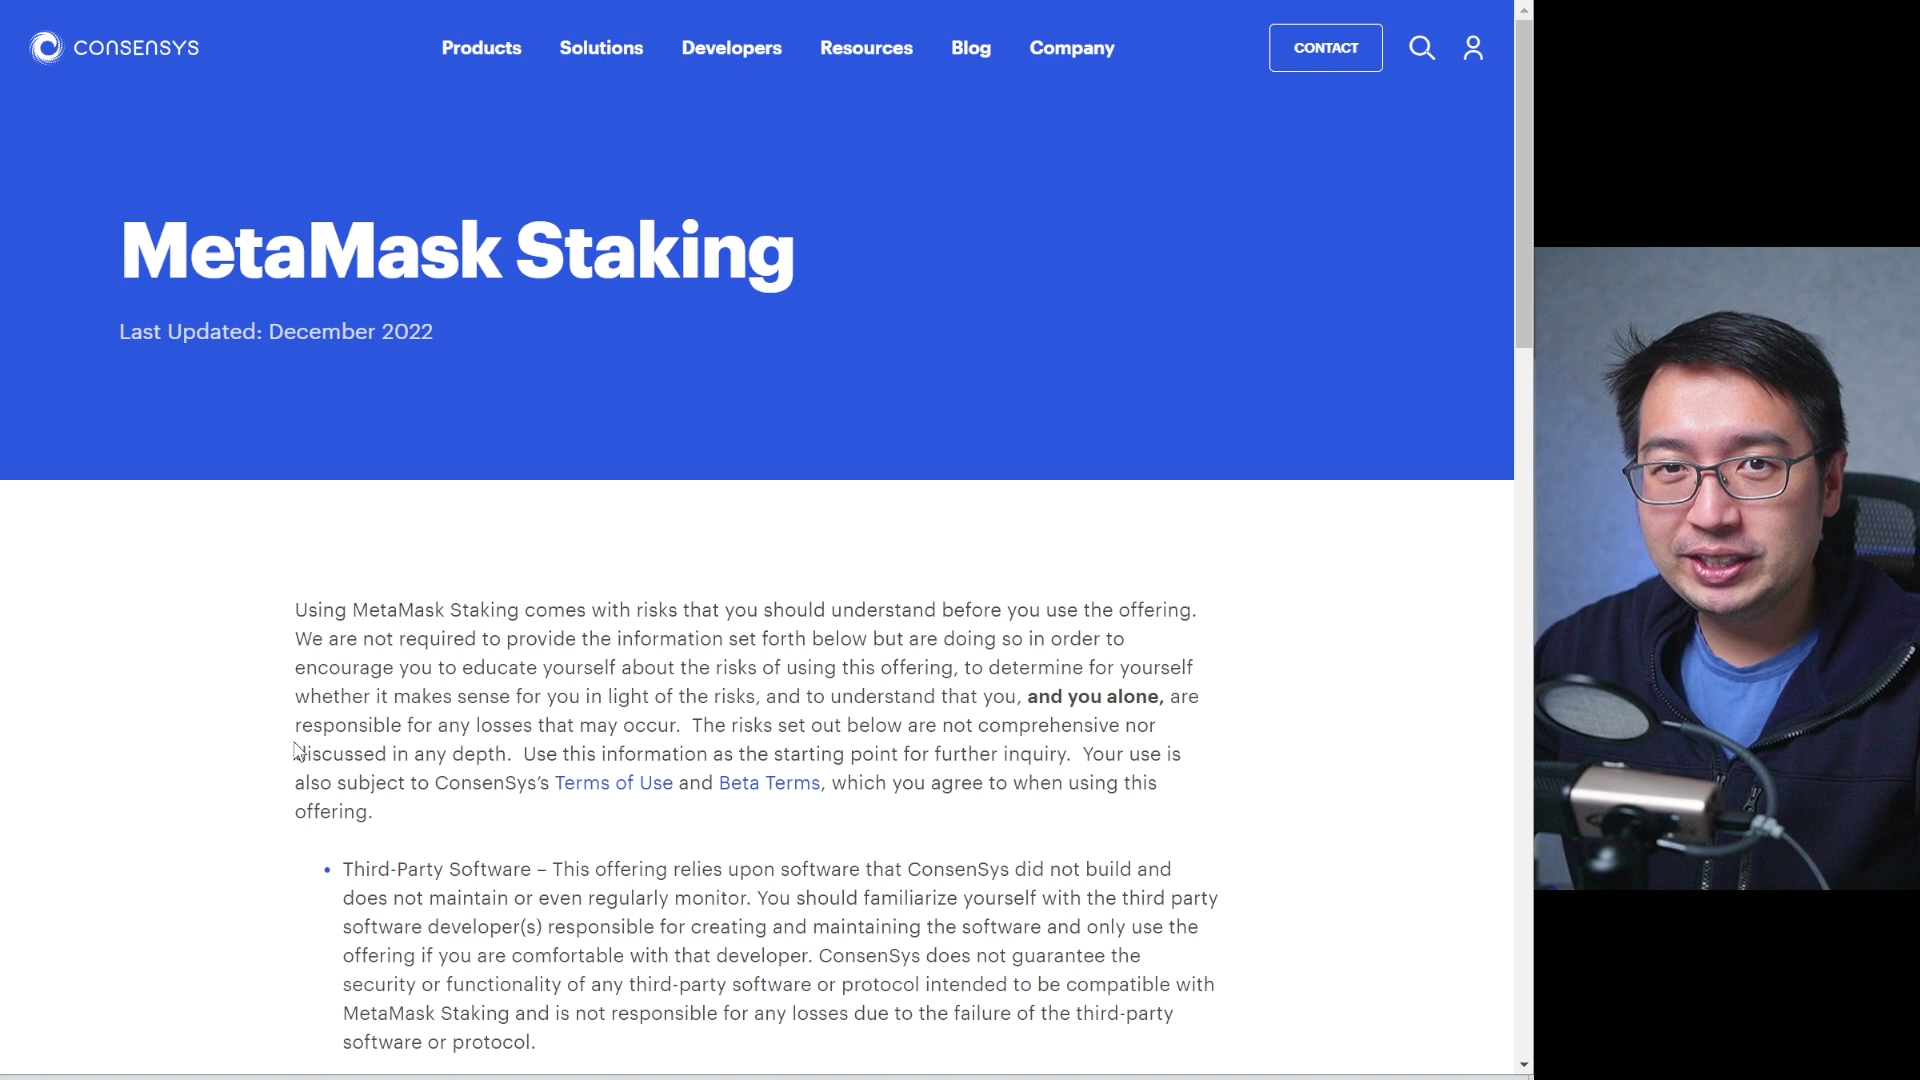 CONSENSYS
Products Solutions Developers Resources Blog Company CONTACT
MetaMask Staking
Last Updated: December 2022
Using MetaMask Staking comes with risks that you should understand before you use the offering.
We are not required to provide the information set forth below but are doing so in order to
encourage you to educate yourself about the risks of using this offering, to determine for yourself
whether it makes sense for you in light of the risks, and to understand that you, and you alone, are
responsible for any losses that may occur. The risks set out below are not comprehensive nor
discussed in any depth. Use this information as the starting point for further inquiry. Your use is
also subject to ConsenSys’s Terms of Use and Beta Terms, which you agree to when using this
offering.
• Third-Party Software – This offering relies upon software that ConsenSys did not build and
does not maintain or even regularly monitor. You should familiarize yourself with the third party
software developer(s) responsible for creating and maintaining the software and only use the
offering if you are comfortable with that developer. ConsenSys does not guarantee the
security or functionality of any third-party software or protocol intended to be compatible with
MetaMask Staking and is not responsible for any losses due to the failure of the third-party
software or protocol.